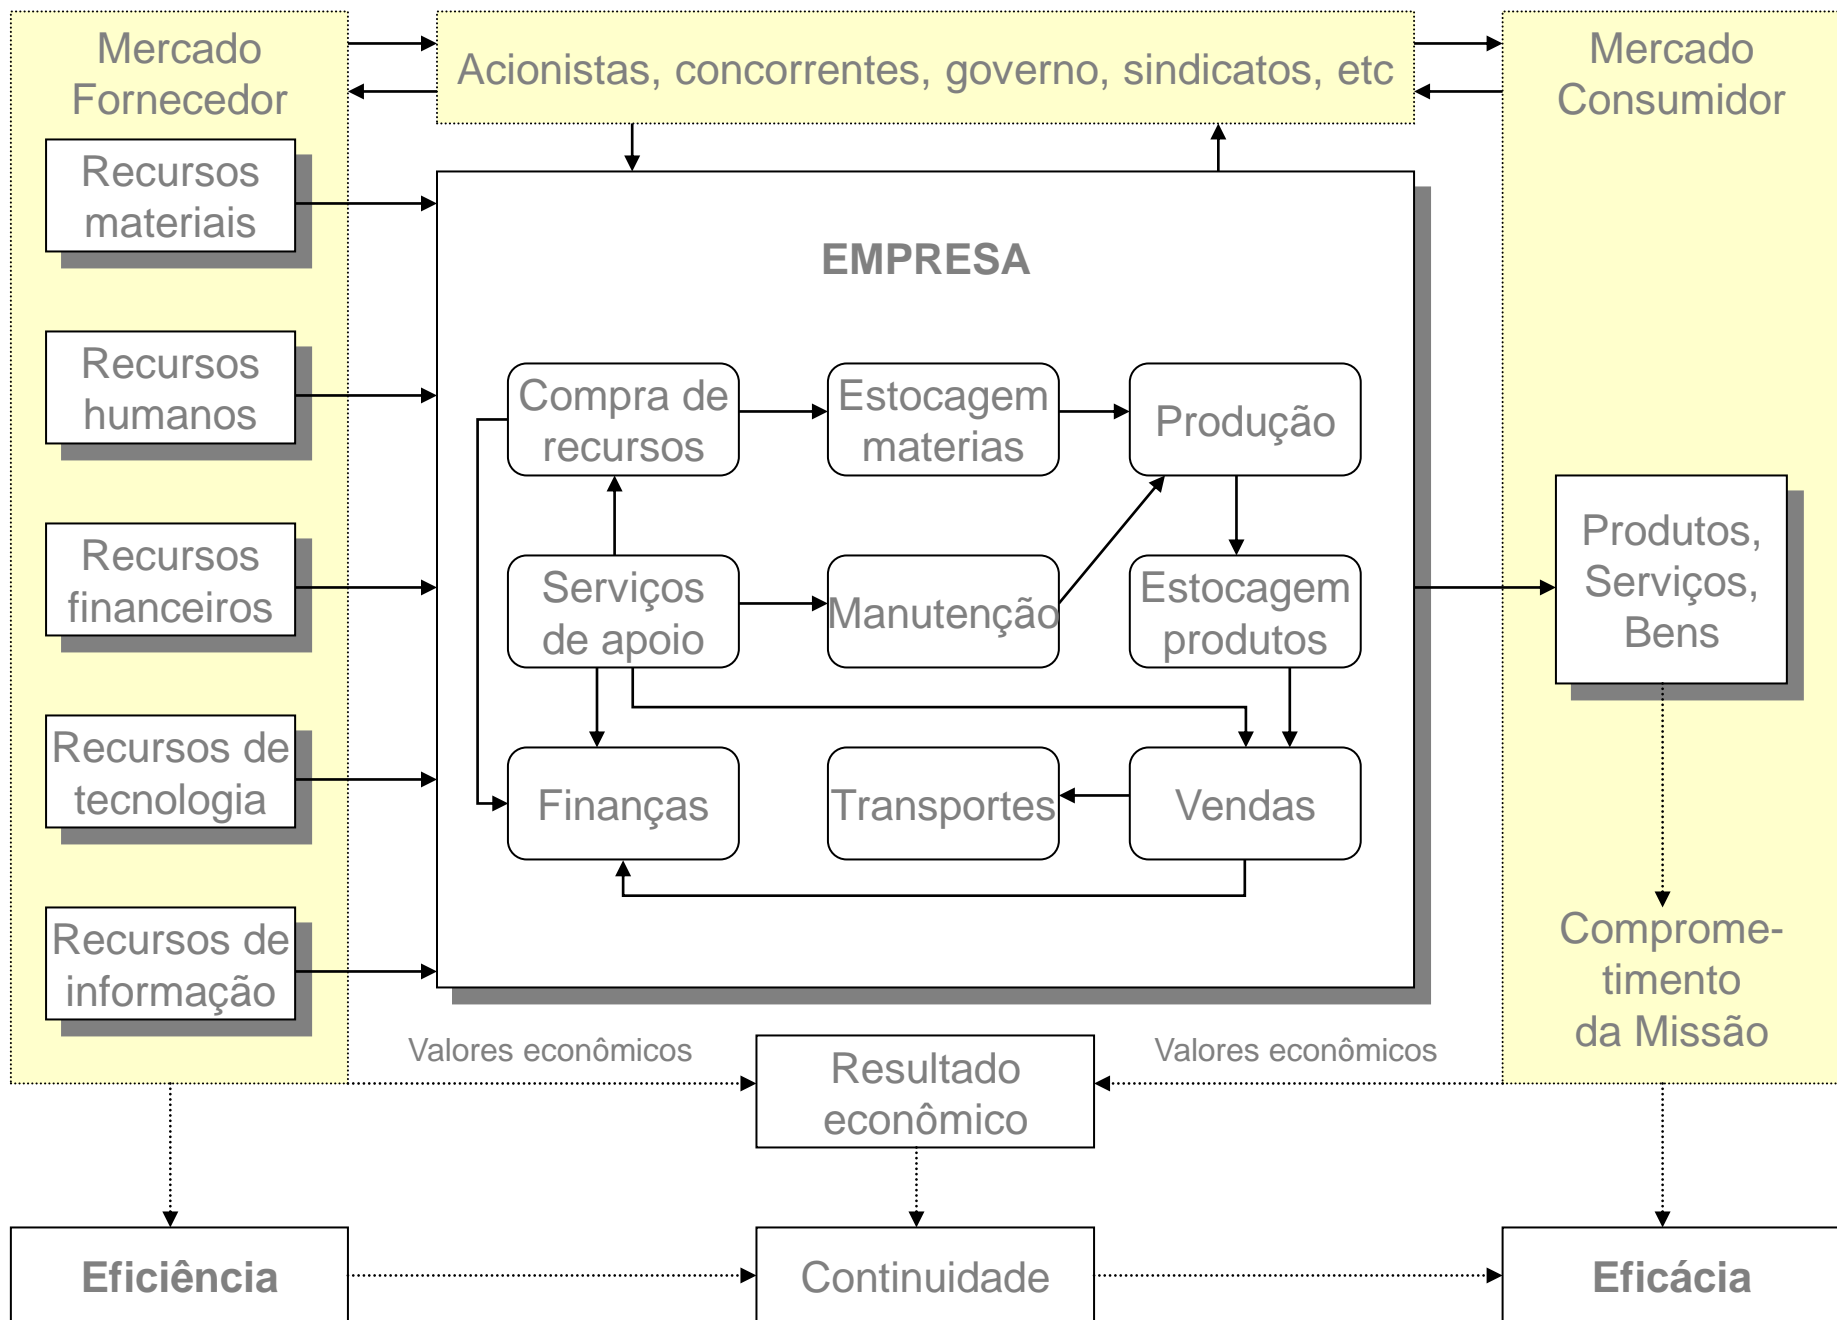 Mercado
Fornecedor
Acionistas, concorrentes, governo, sindicatos, etc
Mercado
Consumidor
Recursos
materiais
Recursos
humanos
Recursos
financeiros
Recursos de
tecnologia
Recursos de
informação
EMPRESA
Compra de
recursos
Estocagem
materias
Produção
Serviços
de apoio
Manutenção
Estocagem
produtos
Finanças
Transportes
Vendas
Produtos,
Serviços,
Bens
Comprome-
timento
da Missão
Valores econômicos
Resultado
econômico
Valores econômicos
Eficiência
Continuidade
Eficácia